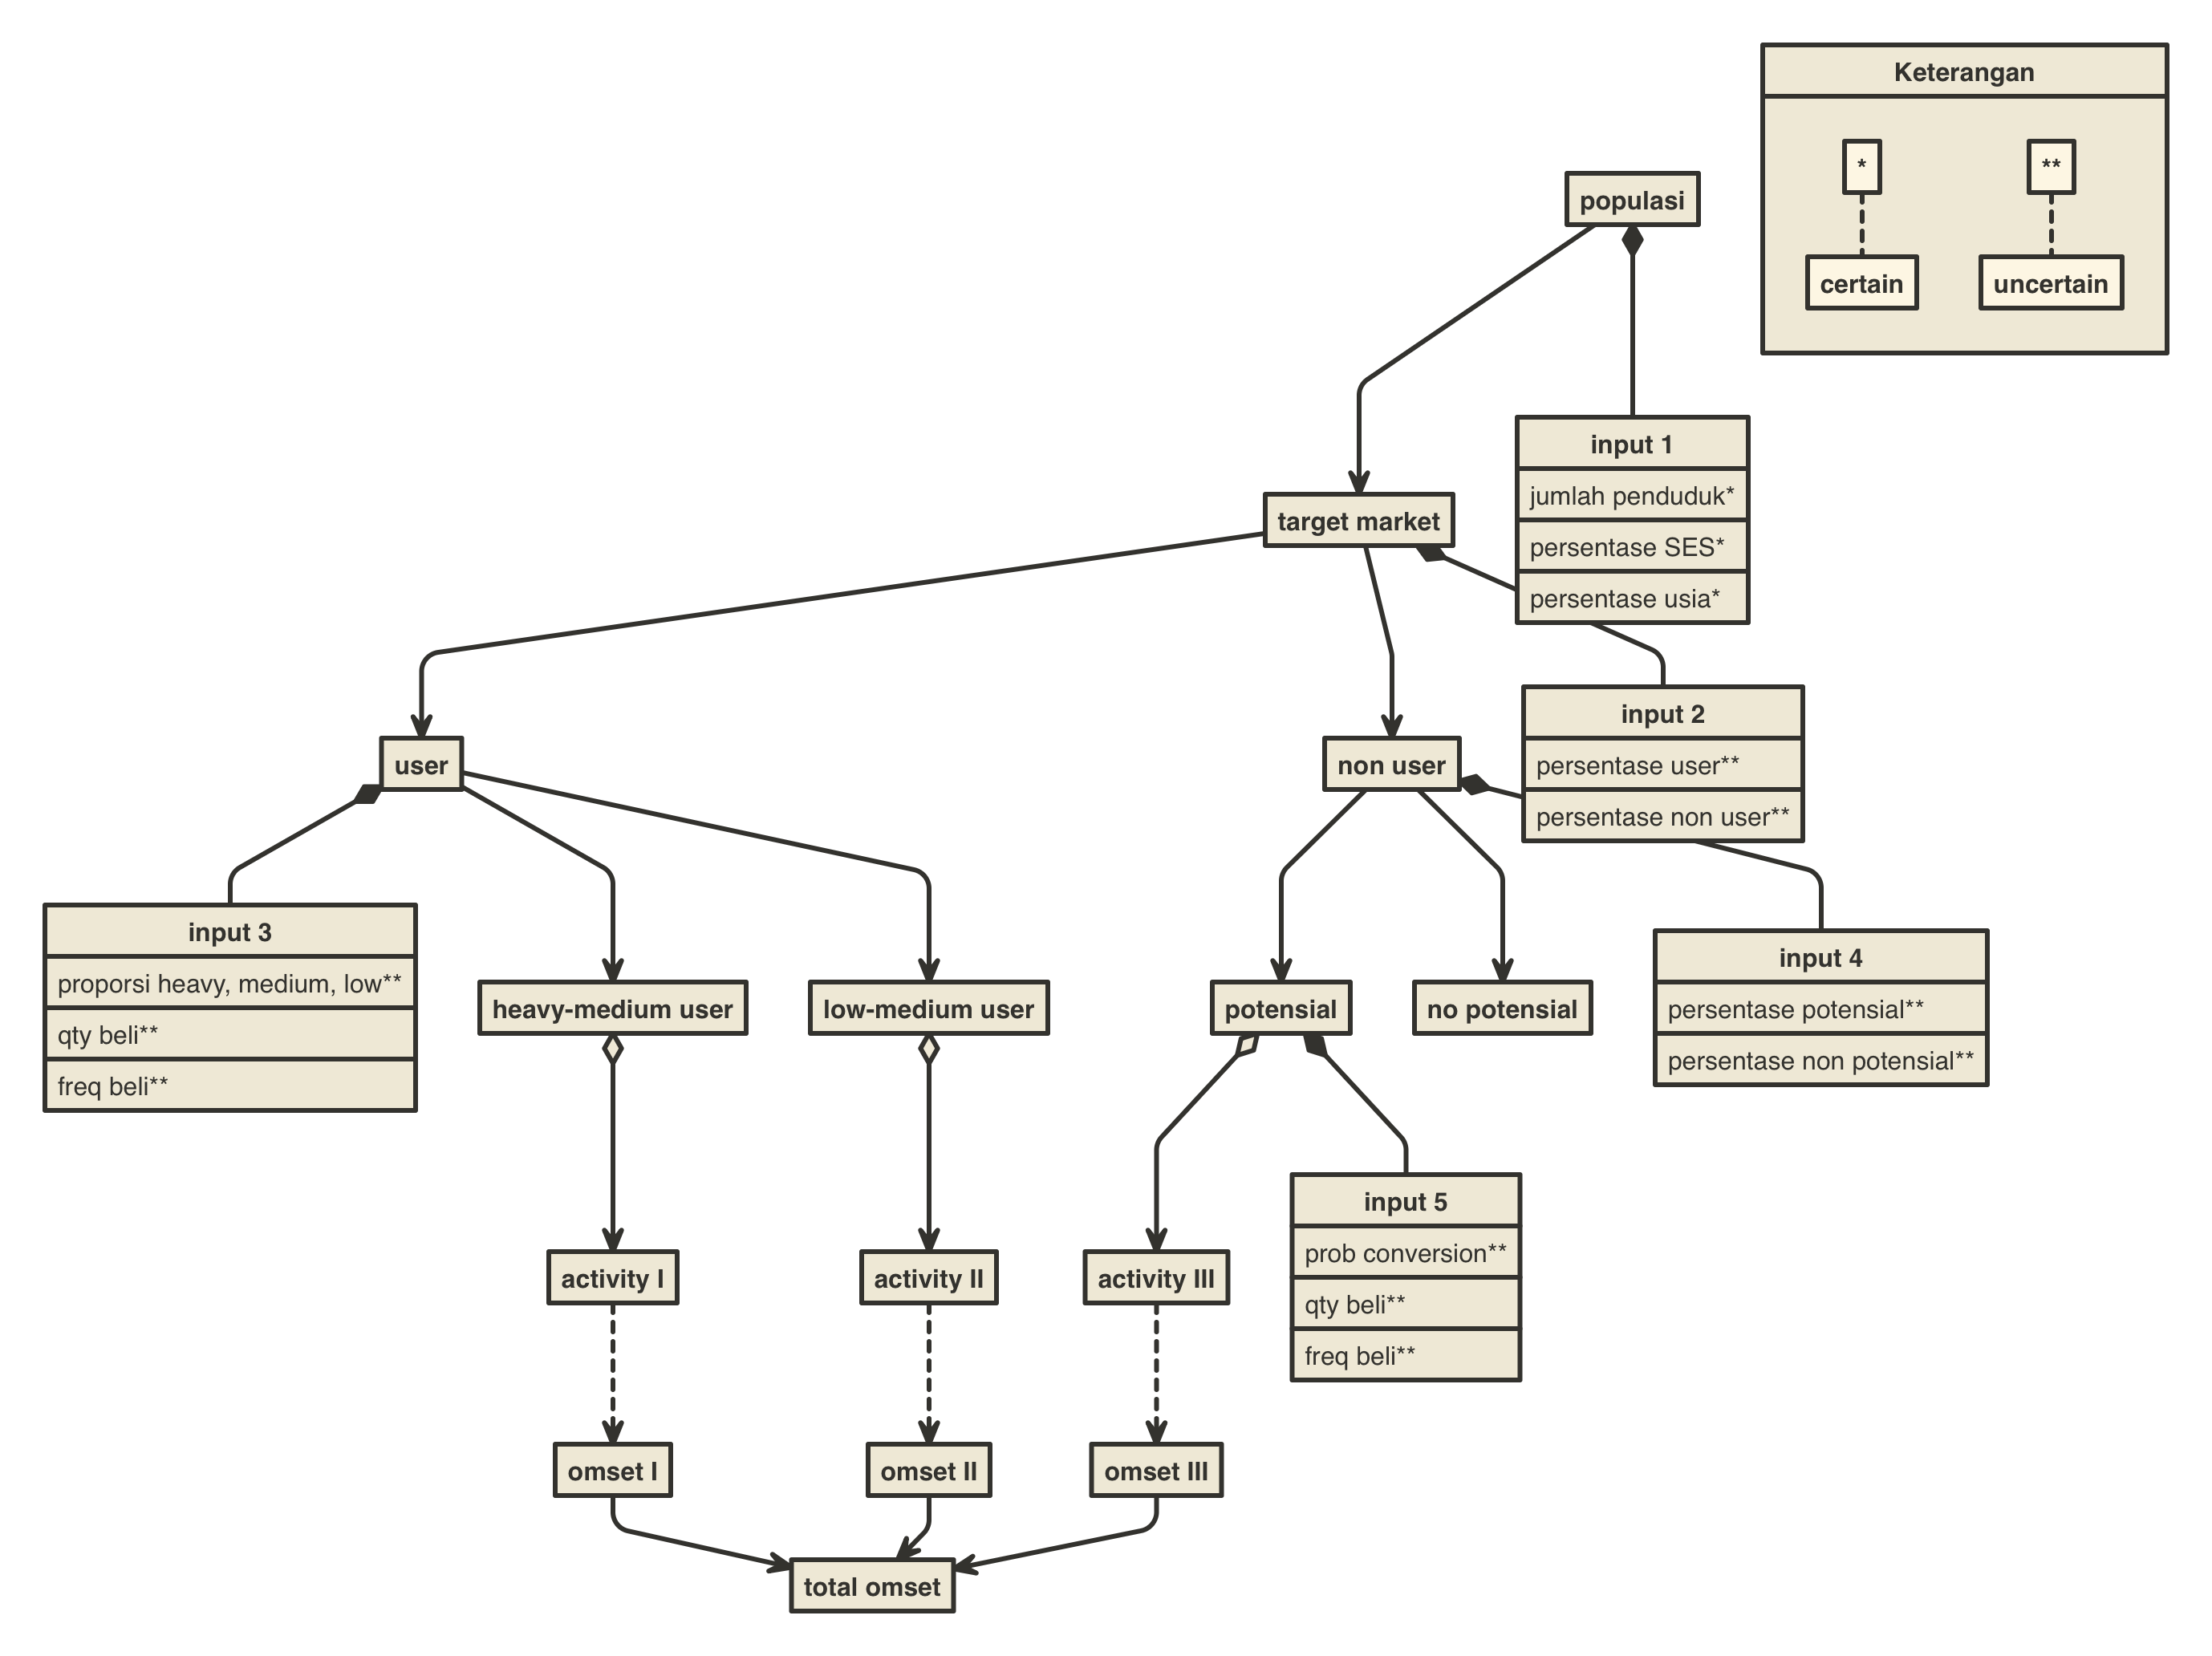 Keterangan
*
**
certain
uncertain
populasi
input 1
jumlah penduduk*
persentase SES*
persentase usia*
target market
input 2
persentase user**
persentase non user**
user
non user
input 3
proporsi heavy, medium, low**
qty beli**
freq beli**
heavy-medium user
low-medium user
potensial
no potensial
input 4
persentase potensial**
persentase non potensial**
activity I
activity II
activity III
input 5
prob conversion**
qty beli**
freq beli**
omset I
omset II
omset III
total omset